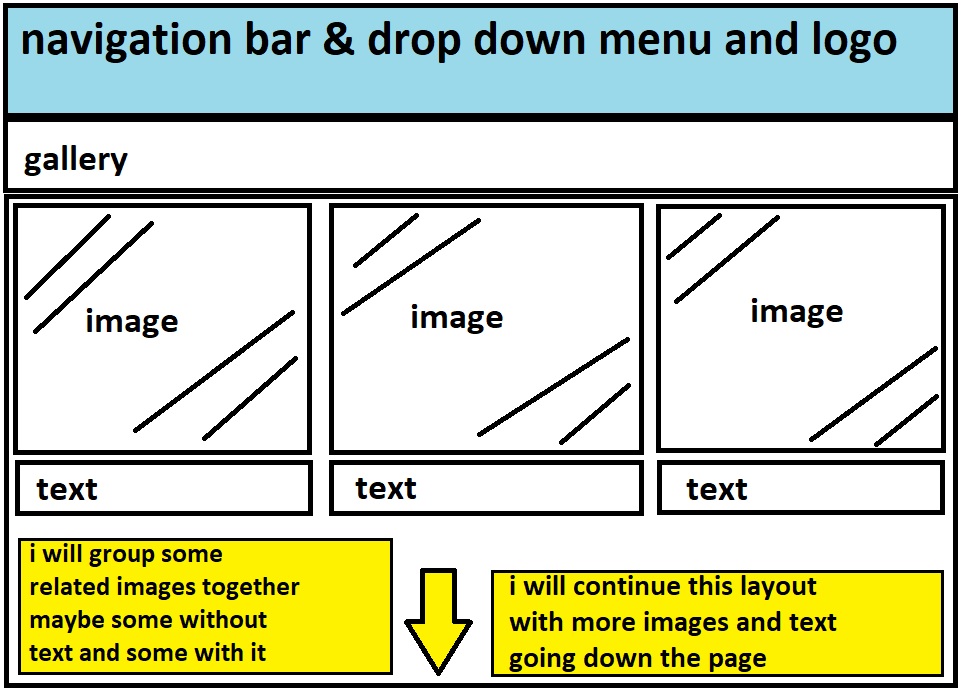 navigation bar & drop down menu and logo
gallery
image
image
image
text
text
text
i will group some
related images together
maybe some without
text and some with it
i will continue this layout
with more images and text
going down the page